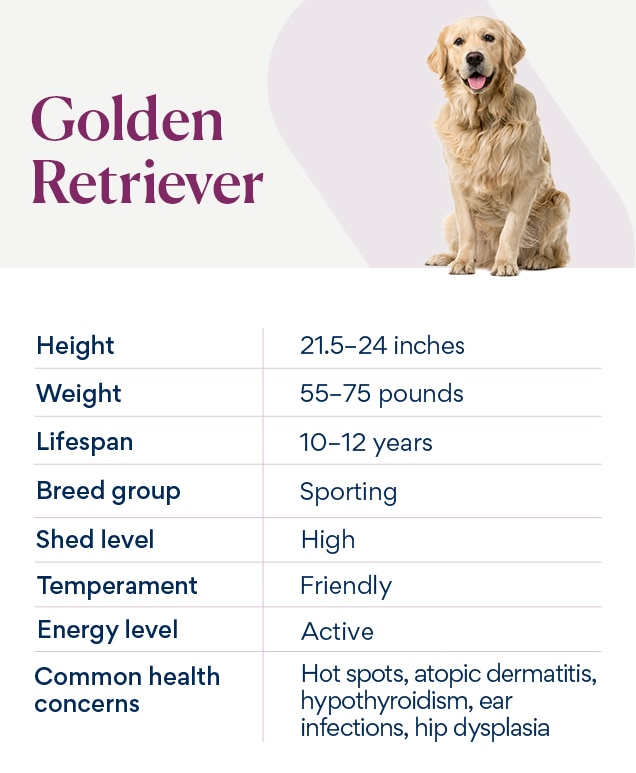 Golden
Retriever
Height 21.5–24 inches
Weight 55–75 pounds
Lifespan 10–12 years
Breed group Sporting
Shed level High
Temperament Friendly
Energy level Active
Common health concerns
Hot spots, atopic dermatitis,
hypothyroidism, ear
infections, hip dysplasia